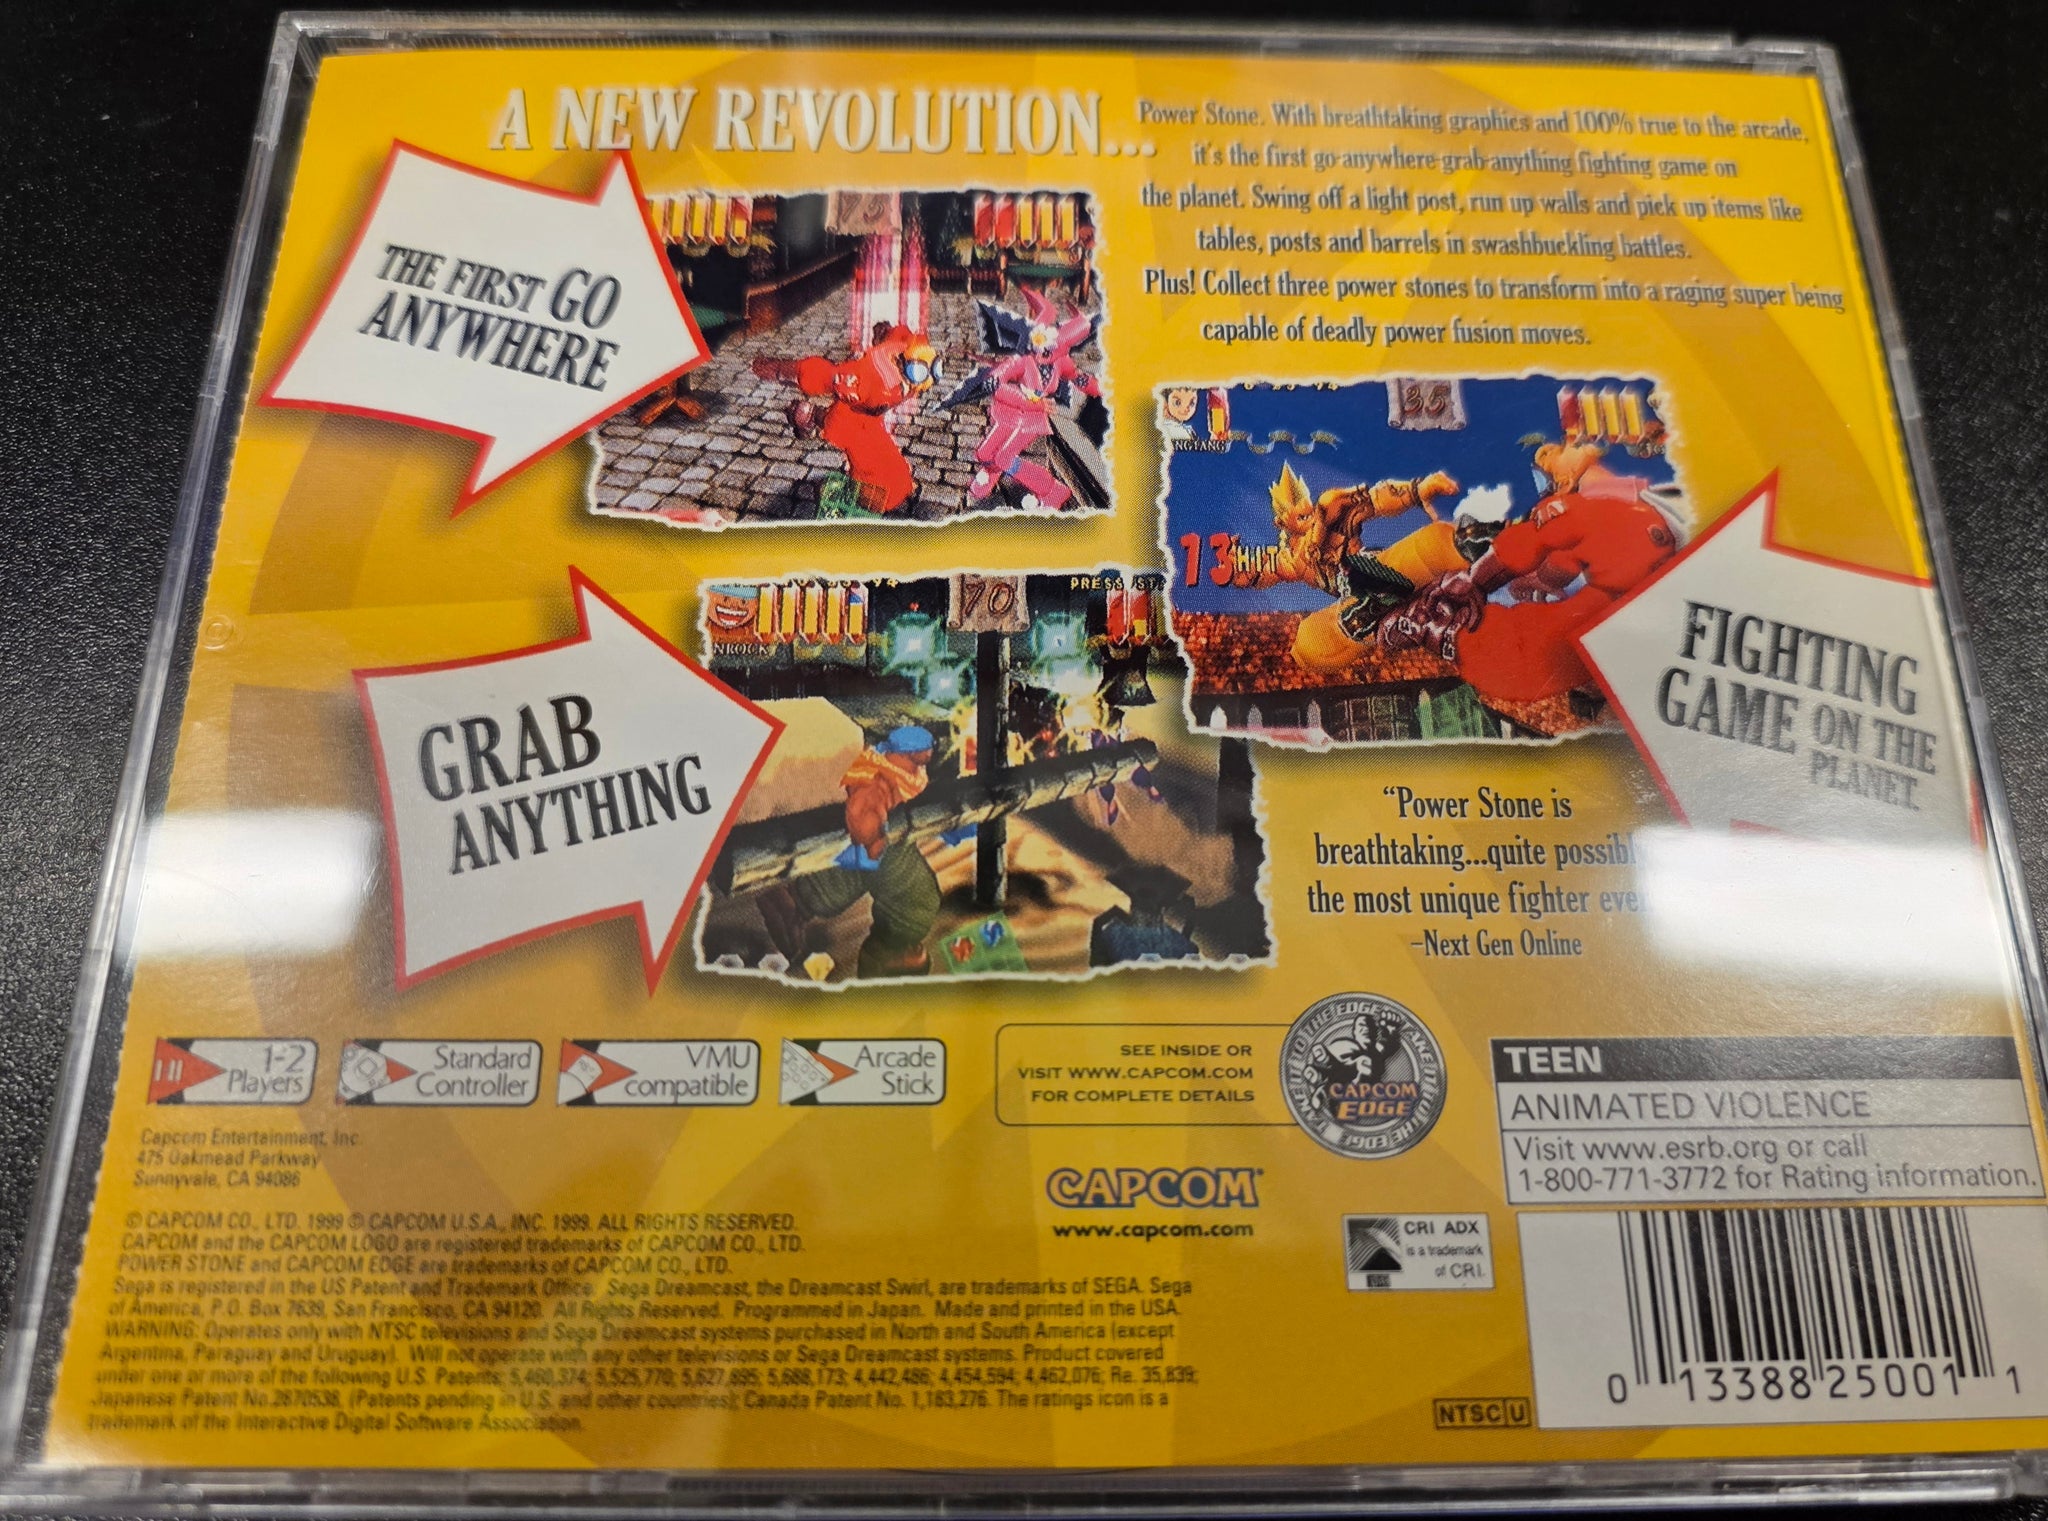 A NEW REVOLUTION...
Power Stone. With breathtaking graphics and 100% true to the arcade,
it's the first go-anywhere-grab-anything fighting game on
the planet. Swing off a light post, run up walls and pick up items like
tables, posts and barrels in swashbuckling battles.
Plus! Collect three power stones to transform into a raging super being
capable of deadly power fusion moves.
THE FIRST GO
ANYWHERE
75
35
NGTANG
13 HIT
GRAB
ANYTHING
70
PRESS ST
NROCK
FIGHTING
GAME ON THE
PLANET.
"Power Stone is
breathtaking...quite possibl
the most unique fighter ever
–Next Gen Online
1-2
Players
Standard
Controller
VMU
compatible
Arcade
Stick
SEE INSIDE OR
VISIT WWW.CAPCOM.COM
FOR COMPLETE DETAILS
TAKE IT TO THE EDGE
CAPCOM
EDGE
TEEN
ANIMATED VIOLENCE
Visit www.esrb.org or call
1-800-771-3772 for Rating information.
Capcom Entertainment, Inc.
475 Oakmead Parkway
Sunnyvale, CA 94086
CAPCOM
www.capcom.com
© CAPCOM CO., LTD. 1999 © CAPCOM U.S.A., INC. 1999. ALL RIGHTS RESERVED.
CAPCOM and the CAPCOM LOGO are registered trademarks of CAPCOM CO., LTD.
POWER STONE and CAPCOM EDGE are trademarks of CAPCOM CO., LTD.
Sega is registered in the US Patent and Trademark Office. Sega Dreamcast, the Dreamcast Swirl, are trademarks of SEGA. Sega
of America, P.O. Box 7639, San Francisco, CA 94120. All Rights Reserved. Programmed in Japan. Made and printed in the USA.
WARNING: Operates only with NTSC televisions and Sega Dreamcast systems purchased in North and South America (except
Argentina, Paraguay and Uruguay). Will not operate with any other televisions or Sega Dreamcast systems. Product covered
under one or more of the following U.S. Patents: 5,460,374; 5,525,770; 5,627,895; 5,688,173; 4,442,486; 4,454,594; 4,462,076; Re. 35,839;
Japanese Patent No. 2870538, (Patents pending in U.S. and other countries); Canada Patent No. 1,183,276. The ratings icon is a
trademark of the Interactive Digital Software Association.
CRI ADX
is a trademark
of CRI.
NTSC U
0 13388 25001 1